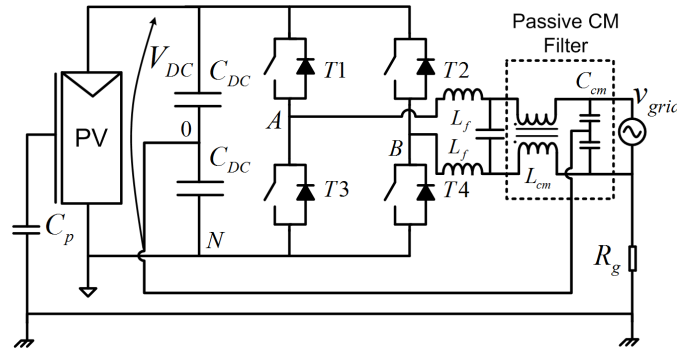 Passive CM
Filter
V_DC
C_DC
T1
T2
C_cm
v_grid
PV
0
A
L_f
L_f
B
C_DC
T3
T4
L_cm
C_p
N
R_g